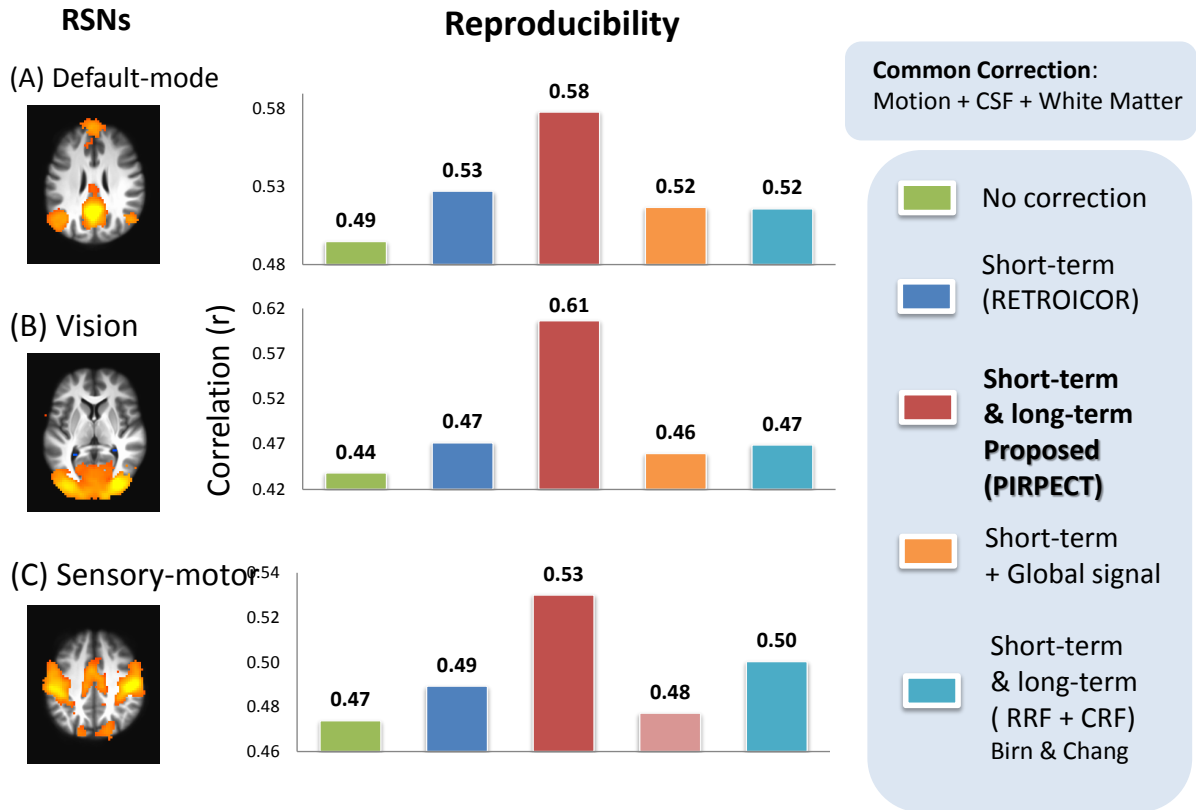 RSNs
Reproducibility
(A) Default-mode
0.58
0.53
0.48
0.49
0.53
0.58
0.52
0.52
(B) Vision
Correlation (r)
0.62
0.57
0.52
0.47
0.42
0.44
0.47
0.61
0.46
0.47
(C) Sensory-motor
0.54
0.52
0.50
0.48
0.46
0.47
0.49
0.53
0.48
0.50
Common Correction:
Motion + CSF + White Matter
No correction
Short-term
(RETROICOR)
Short-term
& long-term
Proposed
(PIRPECT)
Short-term
+ Global signal
Short-term
& long-term
( RRF + CRF)
Birn & Chang